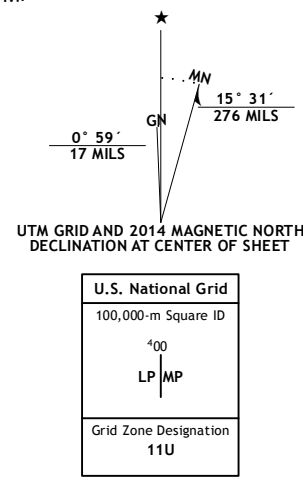 ★
MN
GN
15° 31´
276 MILS
0° 59´
17 MILS
UTM GRID AND 2014 MAGNETIC NORTH
DECLINATION AT CENTER OF SHEET
U.S. National Grid
100,000-m Square ID
⁴00
LP MP
Grid Zone Designation
11U